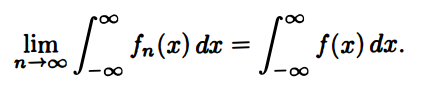 lim_{n→∞} ∫_{-∞}^{∞} f_n(x) dx = ∫_{-∞}^{∞} f(x) dx.